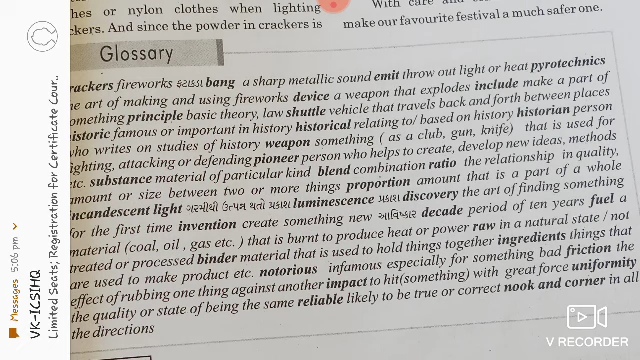 hes or nylon clothes when lighting
ckers. And since the powder in crackers is
make our favourite festival a much safer one.
Glossary
rackers fireworks ફટાકડા bang a sharp metallic sound emit throw out light or heat pyrotechnics
he art of making and using fireworks device a weapon that explodes include make a part of
omething principle basic theory, law shuttle vehicle that travels back and forth between places
istoric famous or important in history historical relating to/ based on history historian person
who writes on studies of history weapon something ( as a club, gun, knife) that is used for
ighting, attacking or defending pioneer person who helps to create, develop new ideas, methods
etc. substance material of particular kind blend combination ratio the relationship in quality,
amount or size between two or more things proportion amount that is a part of a whole
ncandescent light ગરમીથી ઉત્પન્ન થતો પ્રકાશ luminescence પ્રકાશ discovery the art of finding something
for the first time invention create something new આવિષ્કાર decade period of ten years fuel a
material (coal, oil , gas etc. ) that is burnt to produce heat or power raw in a natural state / not
treated or processed binder material that is used to hold things together ingredients things that
are used to make product etc. notorious infamous especially for something bad friction the
effect of rubbing one thing against another impact to hit(something) with great force uniformity
the quality or state of being the same reliable likely to be true or correct nook and corner in all
the directions
Messages 5:06 pm
VK-ICSIHQ
Limited Seats, Registration for Certificate Cour..
V RECORDER